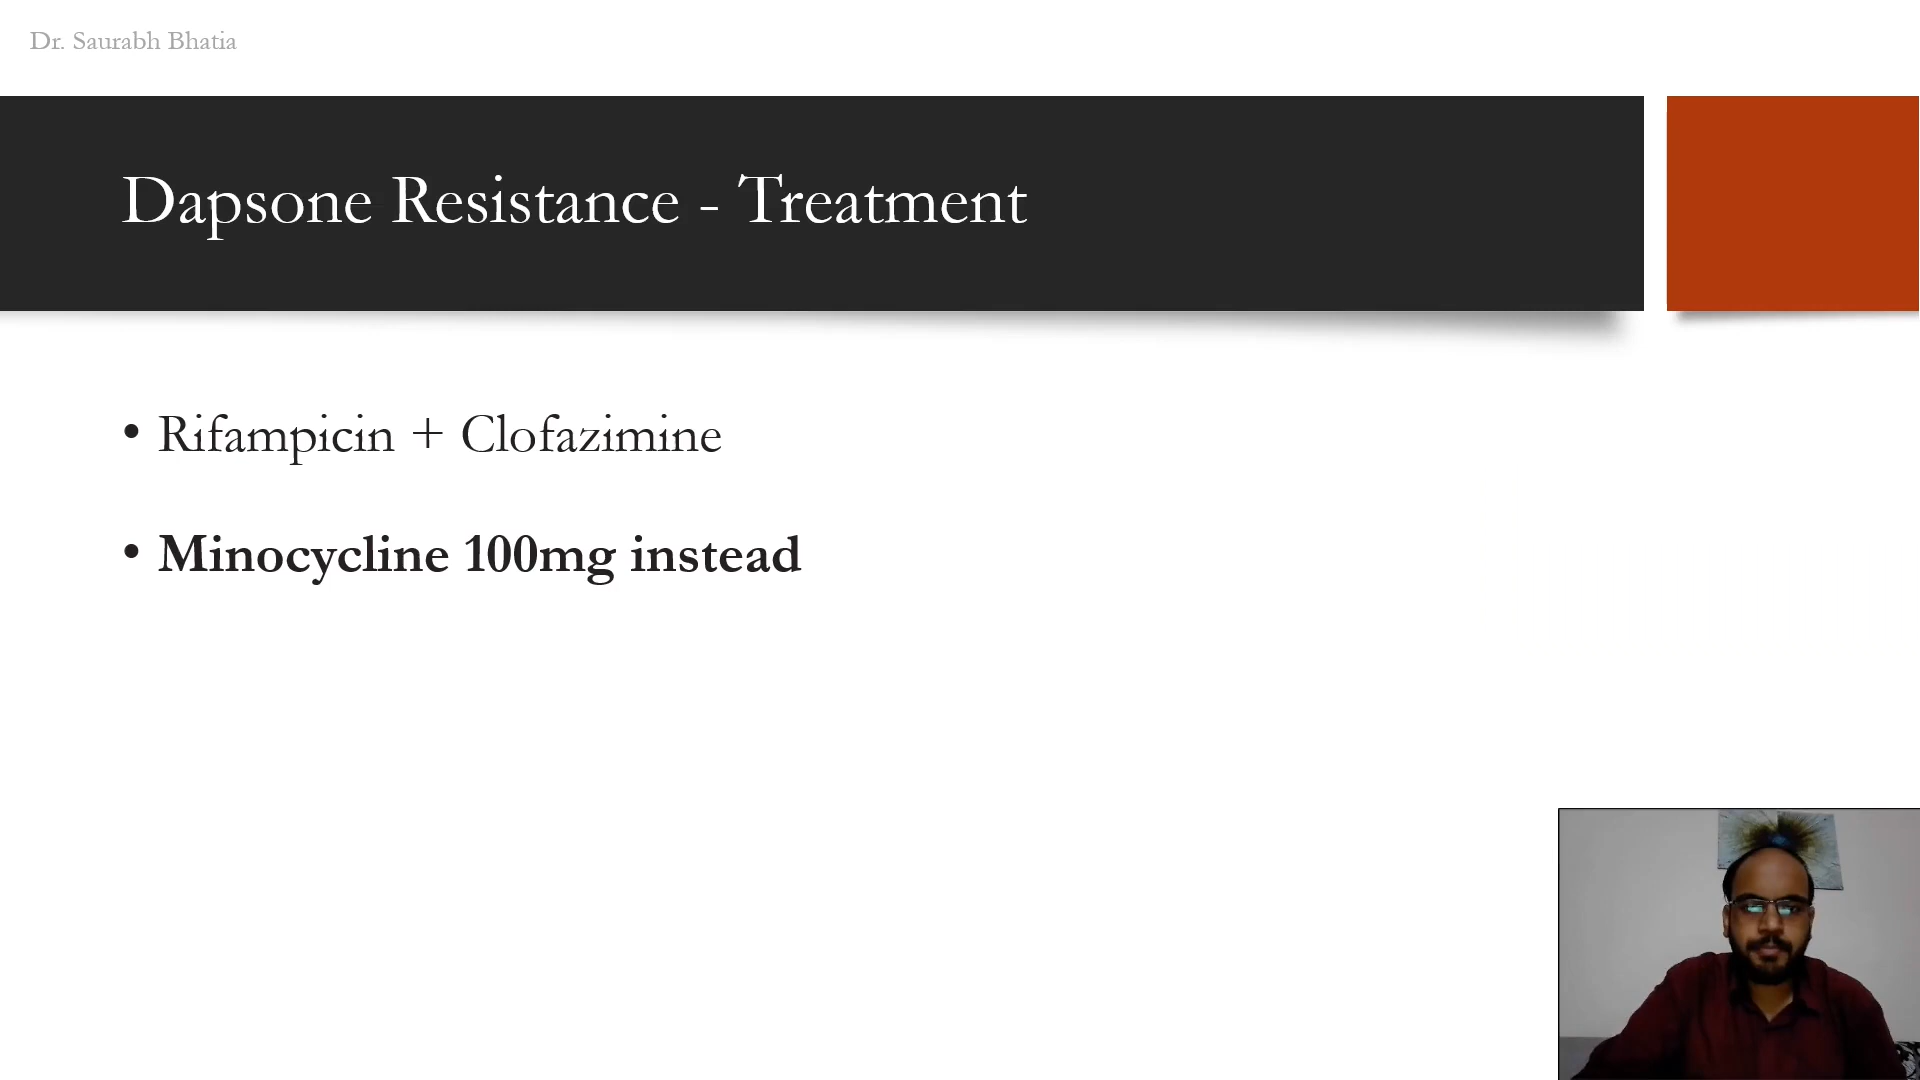 Dr. Saurabh Bhatia
Dapsone Resistance - Treatment
• Rifampicin + Clofazimine
• Minocycline 100mg instead